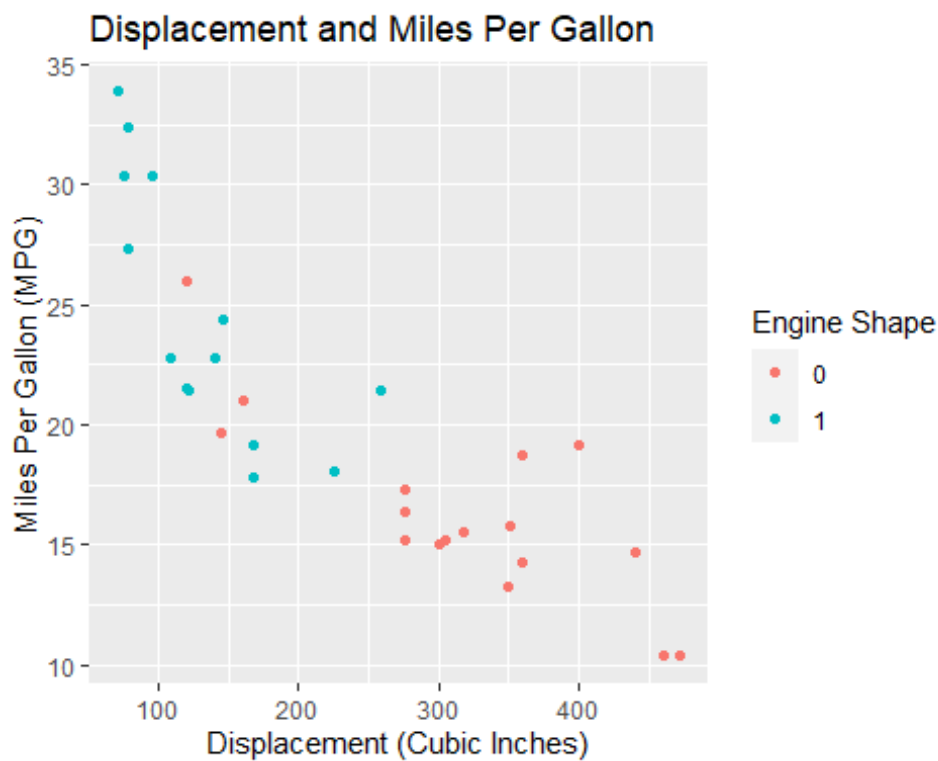 Displacement and Miles Per Gallon
35
30
25
20
15
10
Miles Per Gallon (MPG)
100 200 300 400
Displacement (Cubic Inches)
Engine Shape
0
1